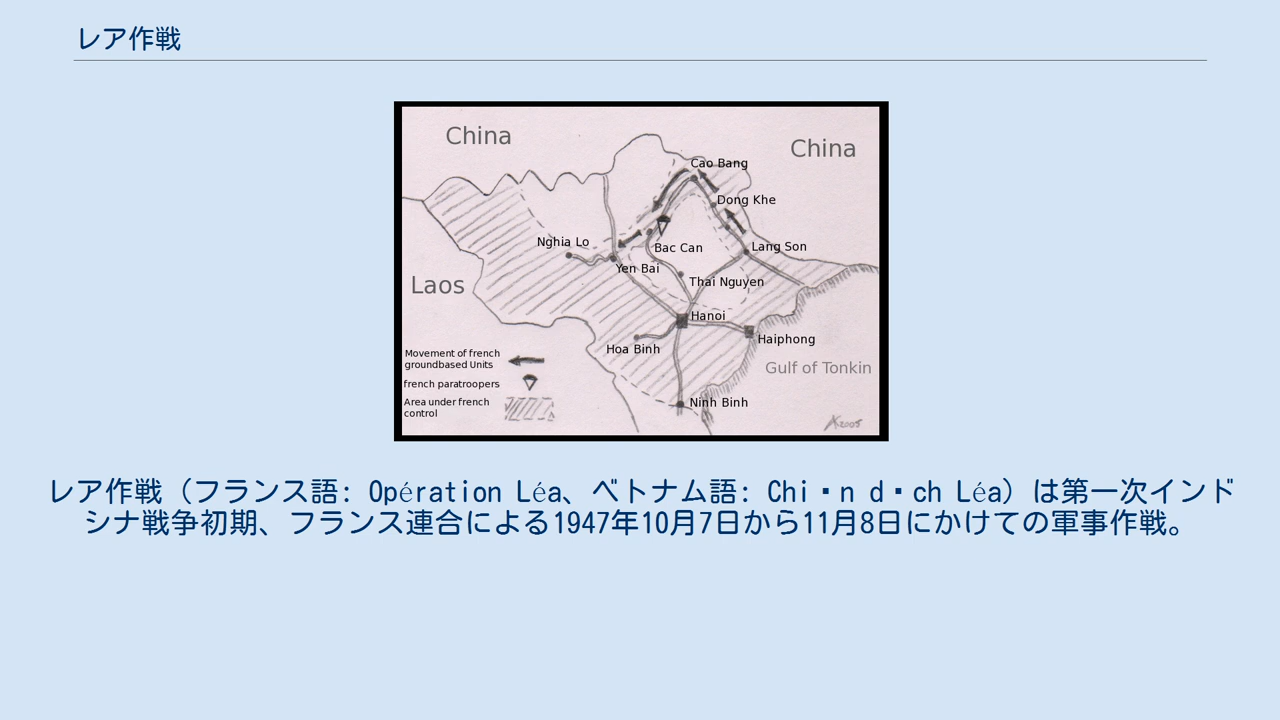 レア作戦
China
China
Cao Bang
Dong Khe
Nghia Lo
Bac Can
Lang Son
Yen Bai
Laos
Thai Nguyen
Hanoi
Haiphong
Hoa Binh
Movement of french
groundbased Units
Gulf of Tonkin
french paratroopers
Area under french
control
Ninh Binh
2005
レア作戦（フランス語: Opération Léa、ベトナム語: Chi▪n d▪ch Léa）は第一次インド
シナ戦争初期、フランス連合による1947年10月7日から11月8日にかけての軍事作戦。